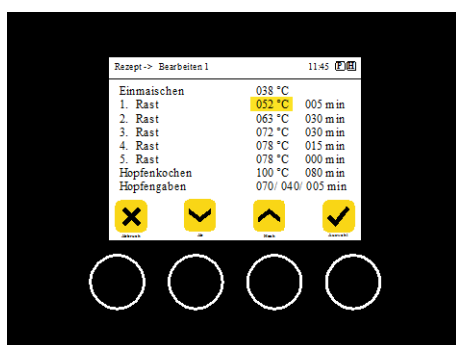 Rezept -> Bearbeiten 1 11:45 F H
Einmaischen 038 °C
1. Rast 052 °C 005 min
2. Rast 063 °C 030 min
3. Rast 072 °C 030 min
4. Rast 078 °C 015 min
5. Rast 078 °C 000 min
Hopfenkochen 100 °C 080 min
Hopfengaben 070/ 040/ 005 min